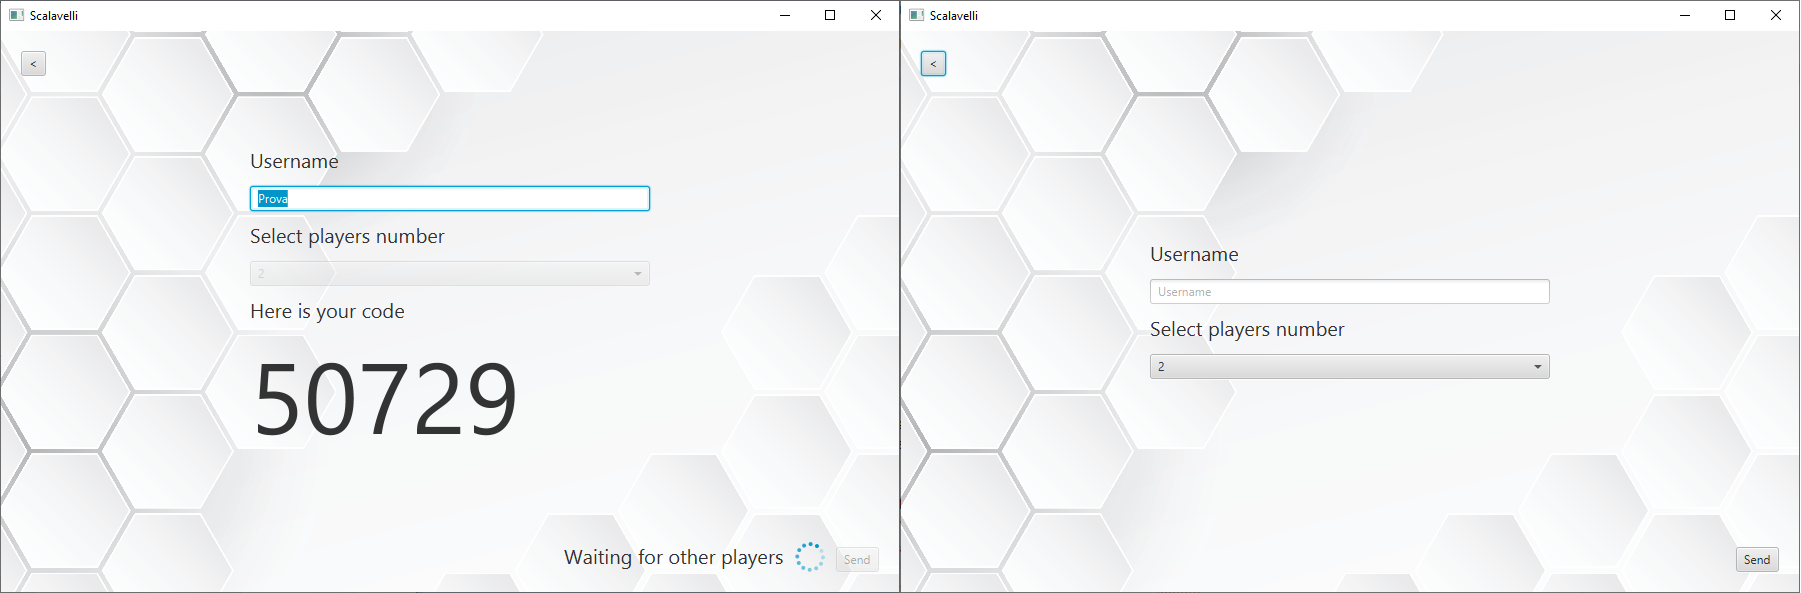 Scalavelli
<
Username
Prova
Select players number
2
Here is your code
50729
Waiting for other players
Send
Scalavelli
<
Username
Username
Select players number
2
Send